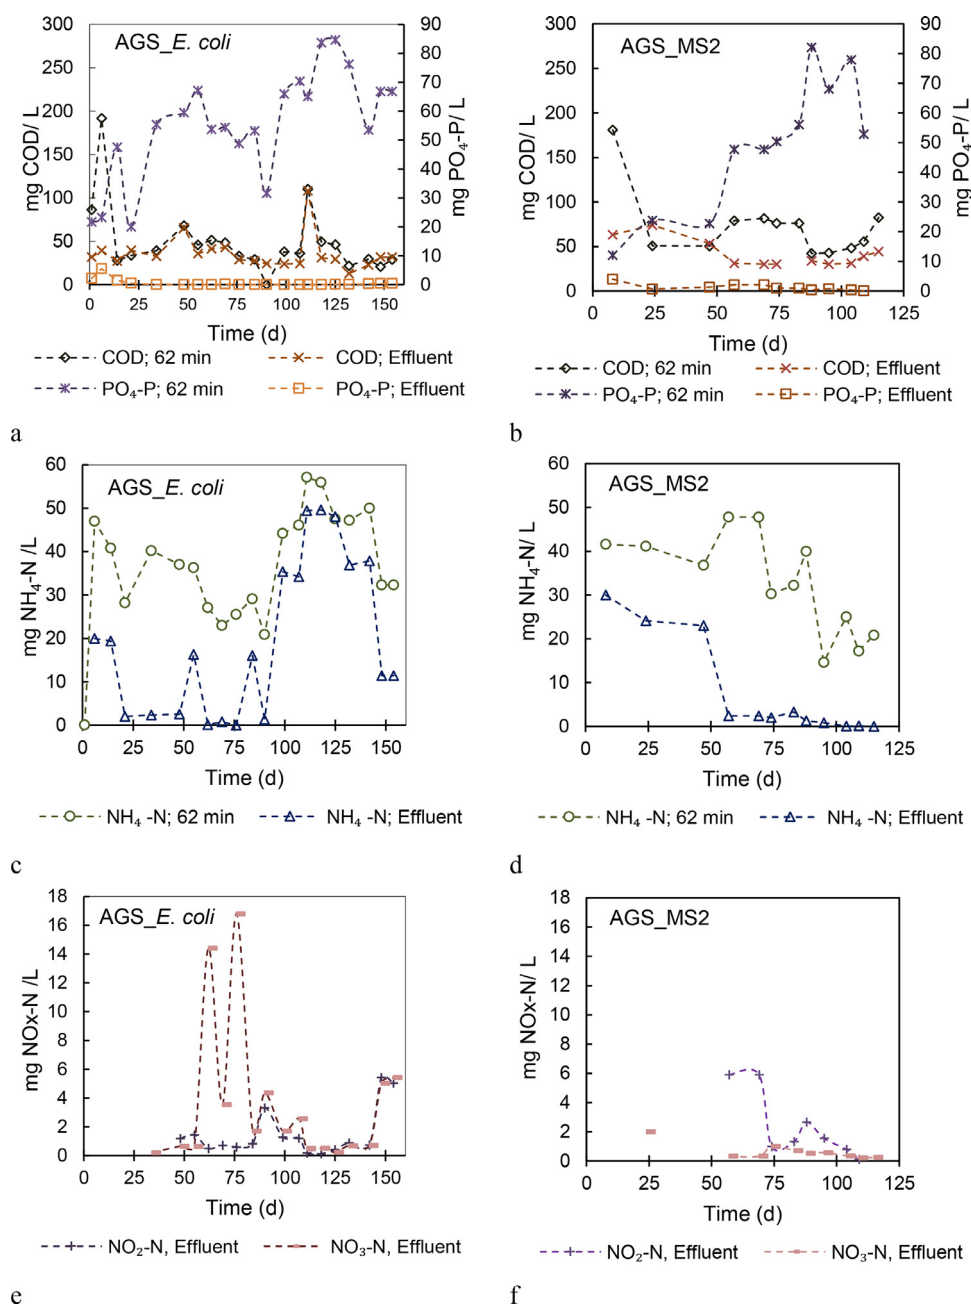 AGS_E. coli
mg COD/ L
300
250
200
150
100
50
0
90
80
70
60
50
40
30
20
10
0
mg PO₄-P/ L
0 25 50 75 100 125 150
Time (d)
COD; 62 min COD; Effluent
PO₄-P; 62 min PO₄-P; Effluent
a
AGS_MS2
mg COD/ L
300
250
200
150
100
50
0
90
80
70
60
50
40
30
20
10
0
mg PO₄-P/ L
0 25 50 75 100 125
Time (d)
COD; 62 min COD; Effluent
PO₄-P; 62 min PO₄-P; Effluent
b
AGS_E. coli
mg NH₄-N /L
60
50
40
30
20
10
0
0 25 50 75 100 125 150
Time (d)
NH₄ -N; 62 min NH₄ -N; Effluent
c
AGS_MS2
mg NH₄-N/ L
60
50
40
30
20
10
0
0 25 50 75 100 125
Time (d)
NH₄ -N; 62 min NH₄ -N; Effluent
d
AGS_E. coli
mg NOx-N /L
18
16
14
12
10
8
6
4
2
0
0 25 50 75 100 125 150
Time (d)
NO₂-N, Effluent NO₃-N, Effluent
e
AGS_MS2
mg NOx-N/ L
18
16
14
12
10
8
6
4
2
0
0 25 50 75 100 125
Time (d)
NO₂-N, Effluent NO₃-N, Effluent
f